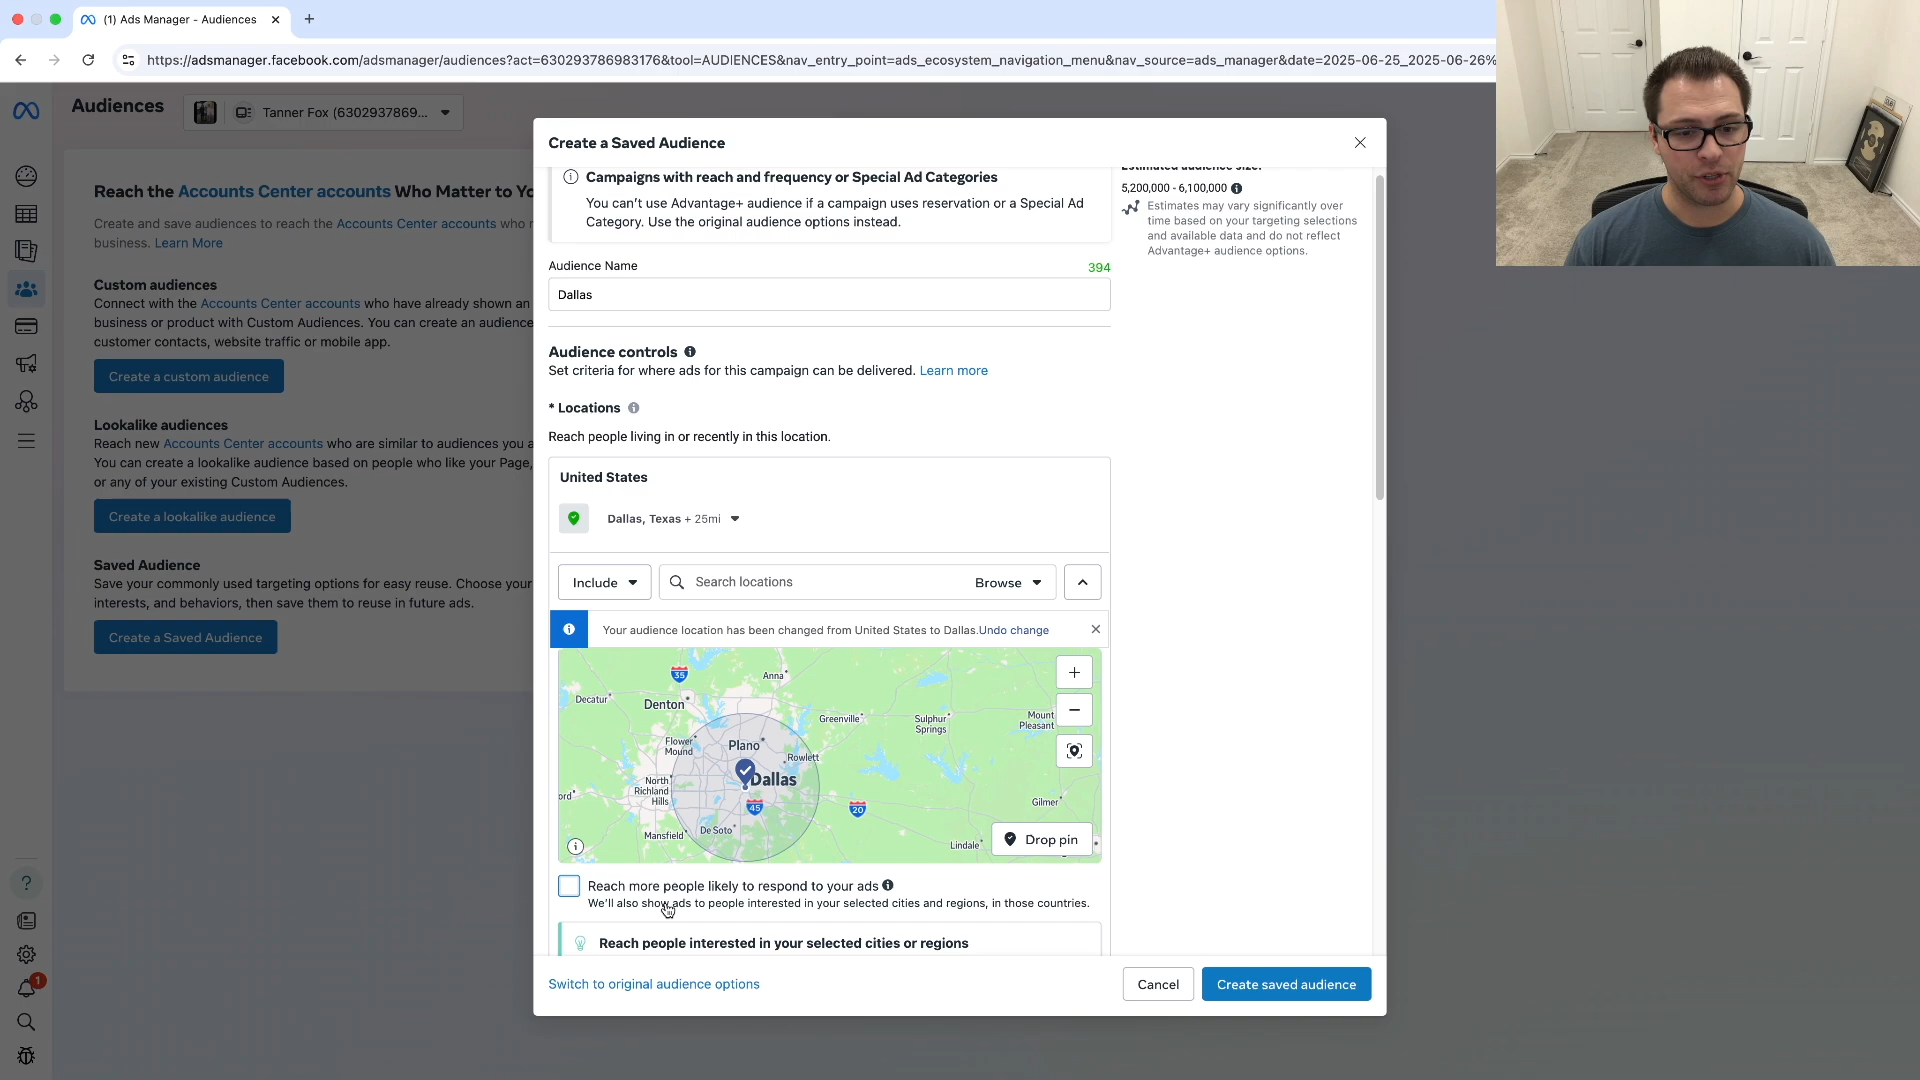 (1) Ads Manager - Audiences
https://adsmanager.facebook.com/adsmanager/audiences?act=630293786983176&tool=AUDIENCES&nav_entry_point=ads_ecosystem_navigation_menu&nav_source=ads_manager&date=2025-06-25_2025-06-26%
Audiences
Tanner Fox (6302937869...
Reach the Accounts Center accounts Who Matter to Yo
Create and save audiences to reach the Accounts Center accounts who r
business. Learn More
Custom audiences
Connect with the Accounts Center accounts who have already shown an
business or product with Custom Audiences. You can create an audience
customer contacts, website traffic or mobile app.
Create a custom audience
Lookalike audiences
Reach new Accounts Center accounts who are similar to audiences you a
You can create a lookalike audience based on people who like your Page,
or any of your existing Custom Audiences.
Create a lookalike audience
Saved Audience
Save your commonly used targeting options for easy reuse. Choose your
interests, and behaviors, then save them to reuse in future ads.
Create a Saved Audience
1
Create a Saved Audience
Campaigns with reach and frequency or Special Ad Categories
You can't use Advantage+ audience if a campaign uses reservation or a Special Ad
Category. Use the original audience options instead.
Estimated audience size:
5,200,000 - 6,100,000
Estimates may vary significantly over
time based on your targeting selections
and available data and do not reflect
Advantage+ audience options.
Audience Name
394
Dallas
Audience controls
Set criteria for where ads for this campaign can be delivered. Learn more
* Locations
Reach people living in or recently in this location.
United States
Dallas, Texas + 25mi
Include
Search locations
Browse
Your audience location has been changed from United States to Dallas.Undo change
35
Anna
Decatur
Denton
Greenville
Sulphur
Springs
Mount
Pleasant
Flower
Mound
Plano
Rowlett
North
Richland
Hills
Dallas
ord
45
20
Gilmer
Mansfield
De Soto
Lindale
Drop pin
Reach more people likely to respond to your ads
We'll also show ads to people interested in your selected cities and regions, in those countries.
Reach people interested in your selected cities or regions
Switch to original audience options
Cancel
Create saved audience